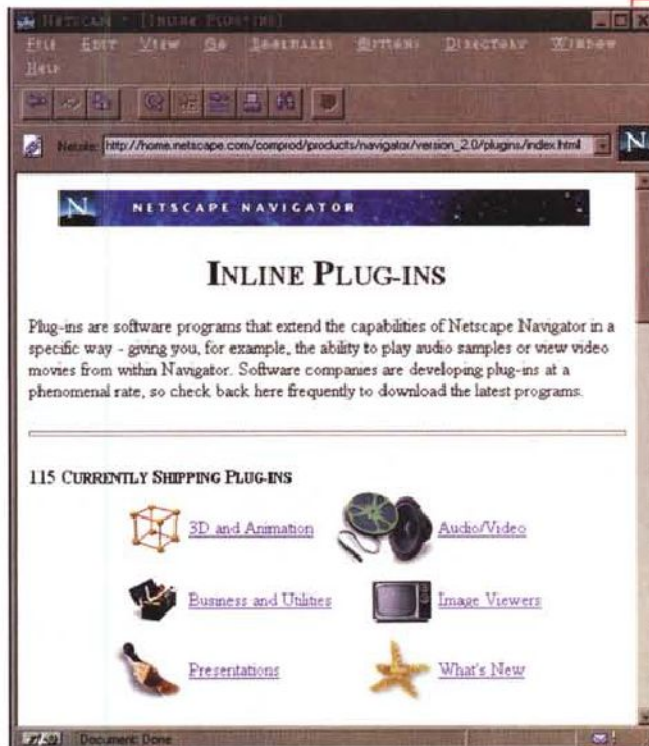 NETSCAPE - [INLINE PLUG-INS]
FILE EDIT VIEW GO BOOKMARKS OPTIONS DIRECTORY WINDOW
HELP
Netsite: http://home.netscape.com/comprod/products/navigator/version_2.0/plugins/index.html
N
N NETSCAPE NAVIGATOR
INLINE PLUG-INS
Plug-ins are software programs that extend the capabilities of Netscape Navigator in a
specific way - giving you, for example, the ability to play audio samples or view video
movies from within Navigator. Software companies are developing plug-ins at a
phenomenal rate, so check back here frequently to download the latest programs.
115 CURRENTLY SHIPPING PLUG-INS
3D and Animation Audio/Video
Business and Utilities Image Viewers
Presentations What's New
Document: Done